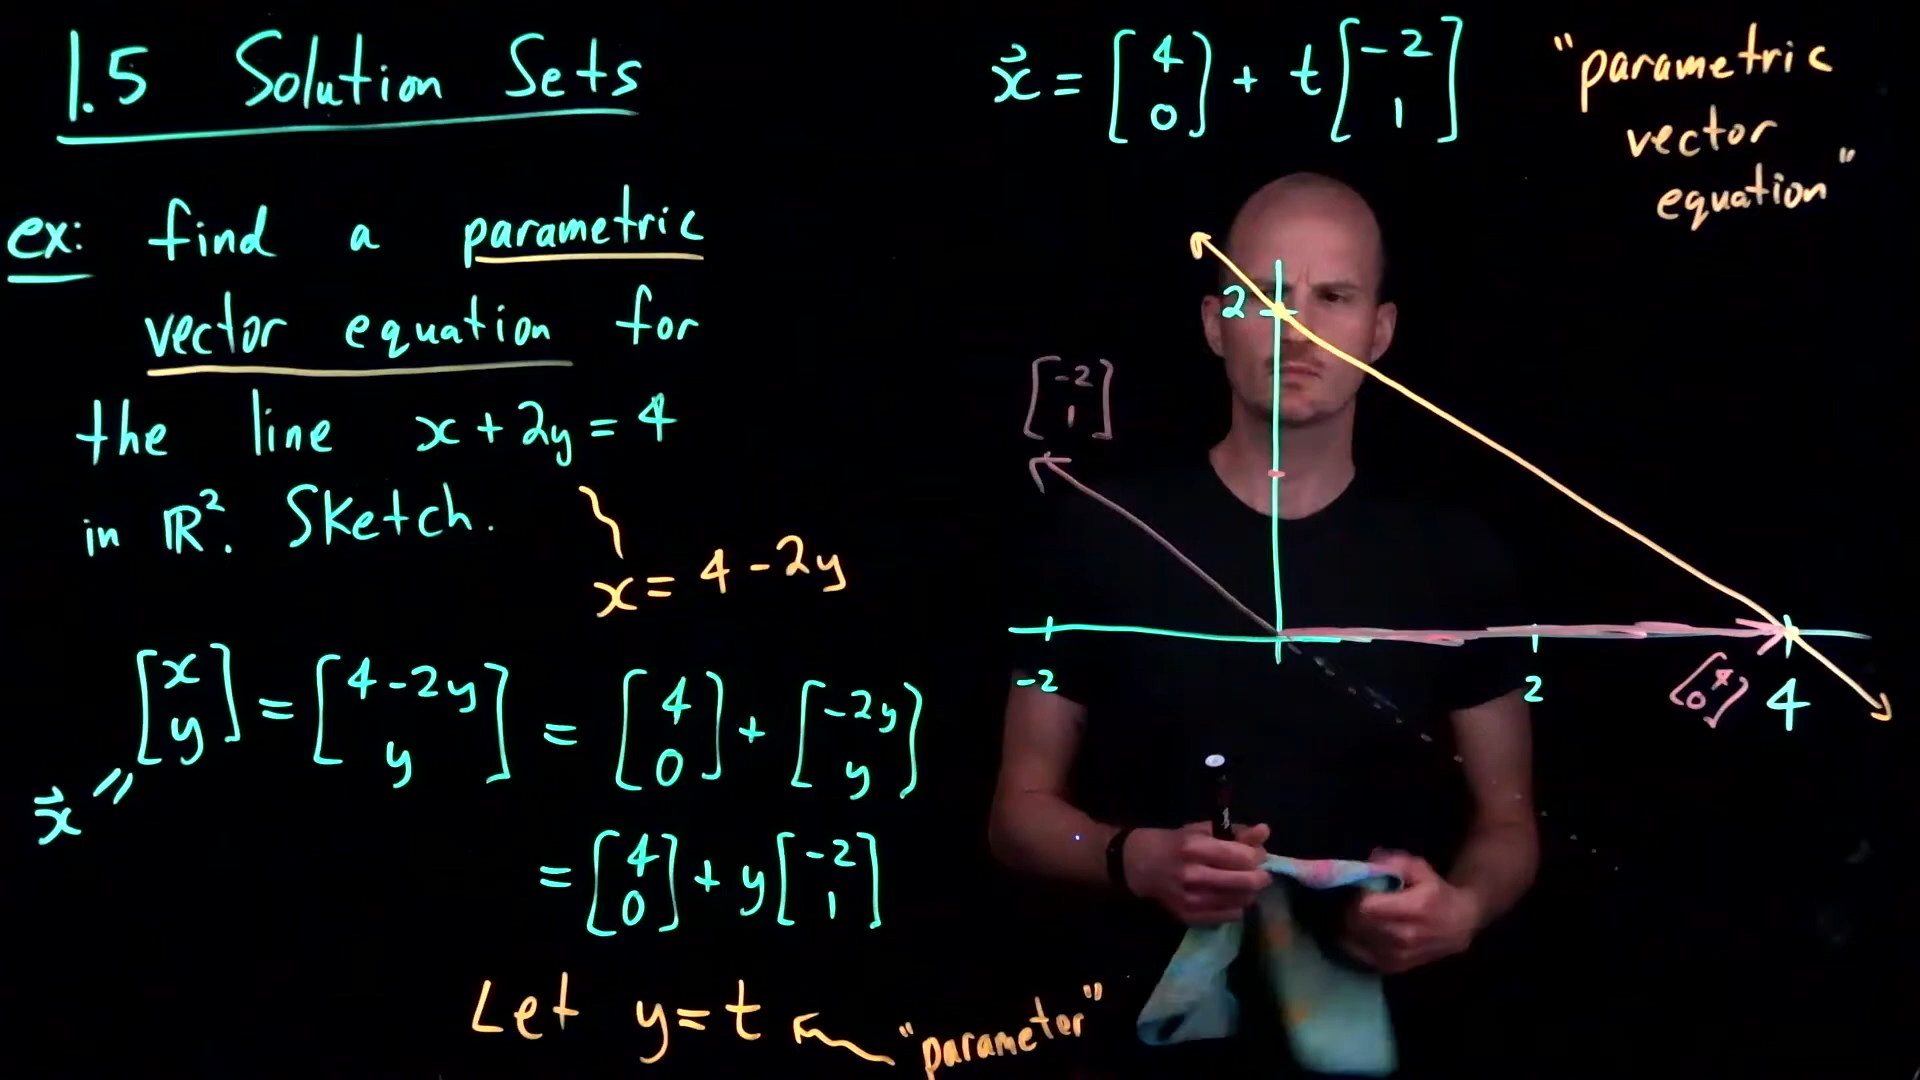 1.5 Solution Sets
ex: find a parametric
vector equation for
the line x + 2y = 4
in ℝ². Sketch.
x = 4 - 2y
[x y] = [4-2y y] = [4 0] + [-2y y]
x⃗ =
= [4 0] + y [-2 1]
Let y = t "parameter"
x⃗ = [4 0] + t [-2 1]
"parametric
vector
equation"
2
[-2 1]
-2 2 4
[4 0]